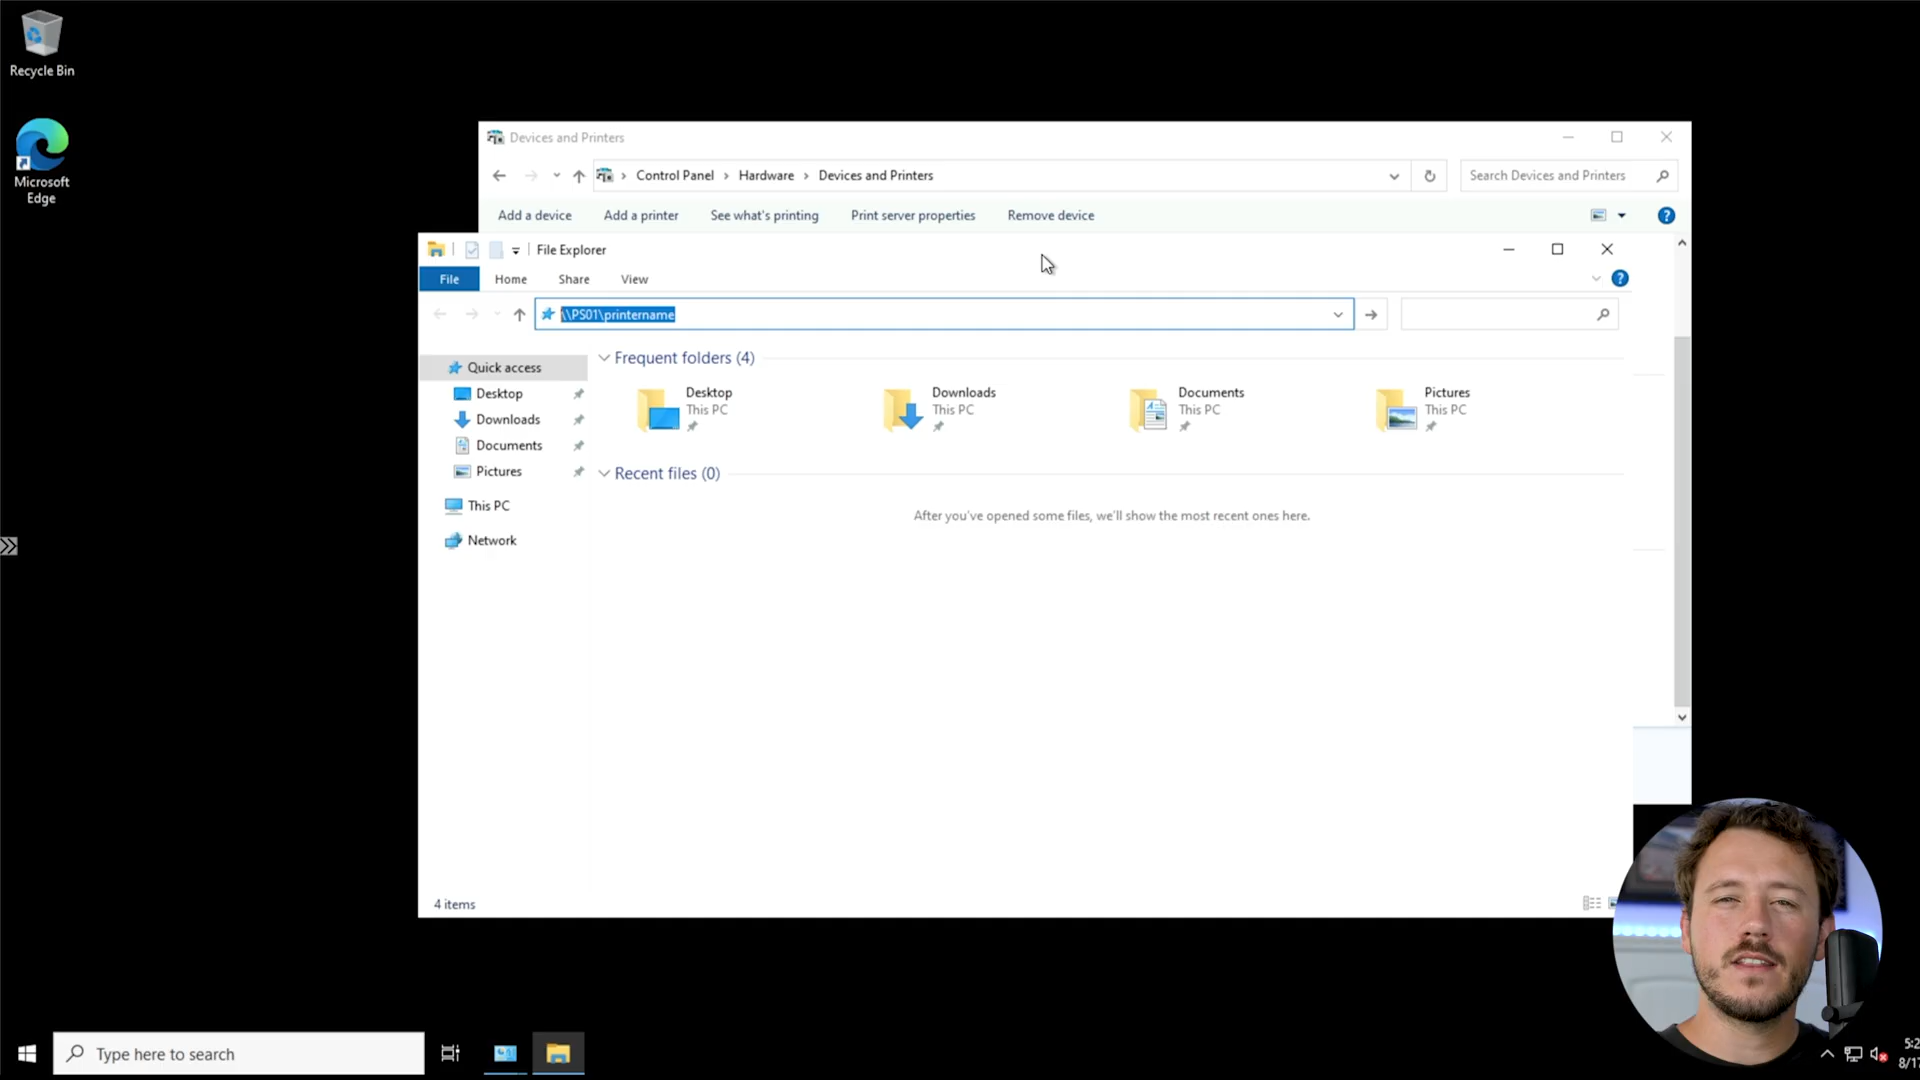 Recycle Bin
Microsoft
Edge
Devices and Printers
Control Panel > Hardware > Devices and Printers
Search Devices and Printers
Add a device
Add a printer
See what's printing
Print server properties
Remove device
File Explorer
File
Home
Share
View
\\PS01\printername
Quick access
Desktop
Downloads
Documents
Pictures
This PC
Network
Frequent folders (4)
Desktop
This PC
Downloads
This PC
Documents
This PC
Pictures
This PC
Recent files (0)
After you've opened some files, we'll show the most recent ones here.
4 items
Type here to search
5:2
8/17